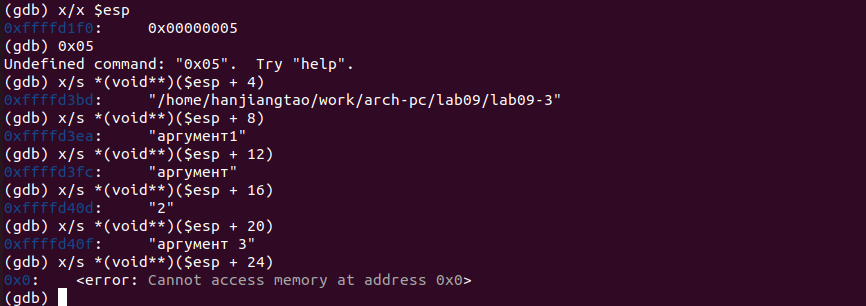 (gdb) x/x $esp
0xffffd1f0:     0x00000005
(gdb) 0x05
Undefined command: "0x05".  Try "help".
(gdb) x/s *(void**)($esp + 4)
0xffffd3bd:     "/home/hanjiangtao/work/arch-pc/lab09/lab09-3"
(gdb) x/s *(void**)($esp + 8)
0xffffd3ea:     "аргумент1"
(gdb) x/s *(void**)($esp + 12)
0xffffd3fc:     "аргумент"
(gdb) x/s *(void**)($esp + 16)
0xffffd40d:     "2"
(gdb) x/s *(void**)($esp + 20)
0xffffd40f:     "аргумент 3"
(gdb) x/s *(void**)($esp + 24)
0x0:    <error: Cannot access memory at address 0x0>
(gdb)